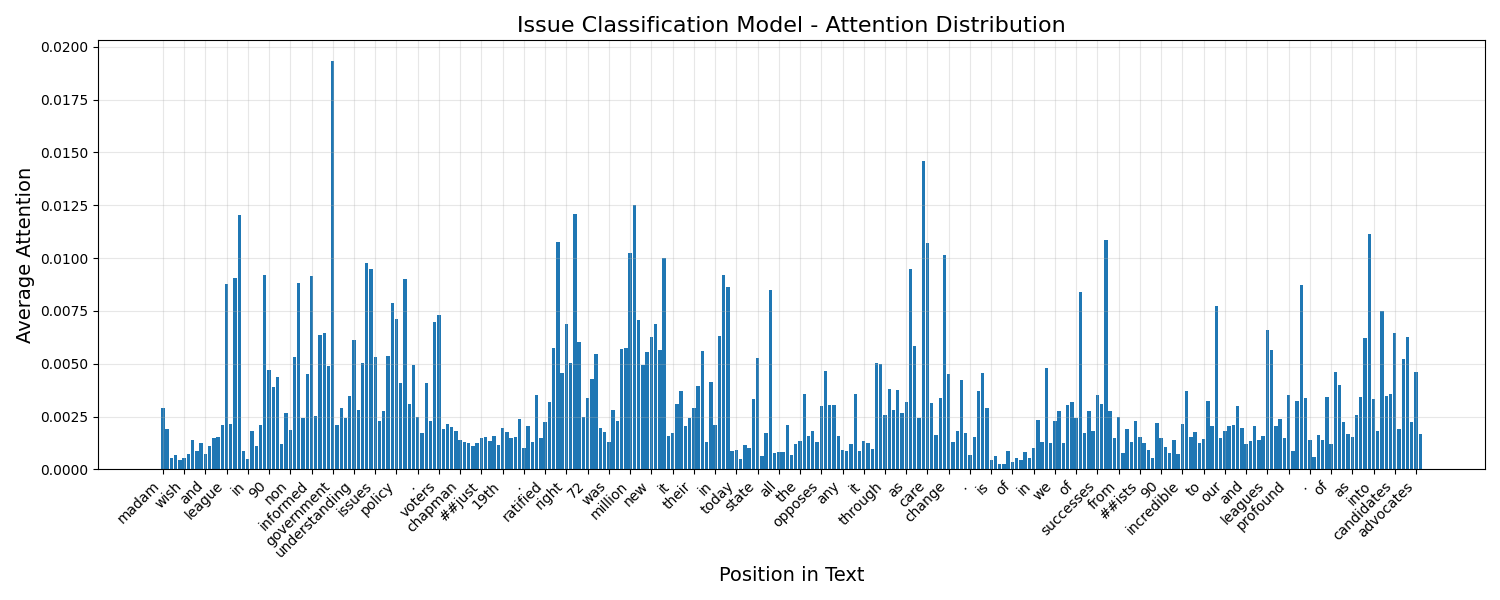 Issue Classification Model - Attention Distribution
Average Attention
0.0200
0.0175
0.0150
0.0125
0.0100
0.0075
0.0050
0.0025
0.0000
madam
wish
and
league
in
90
non
informed
government
understanding
issues
policy
.
voters
chapman
##just
19th
.
ratified
right
72
was
million
new
it
their
in
today
state
all
the
opposes
any
it
through
as
care
change
.
is
of
in
we
of
successes
from
##ists
90
incredible
to
our
and
leagues
profound
.
of
as
into
candidates
advocates
Position in Text